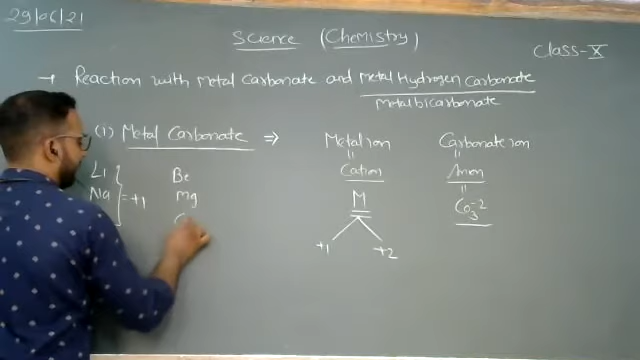 29/06/21
Science (Chemistry)
Class-X
→ Reaction with Metal Carbonate and Metal Hydrogen Carbonate
Metal bicarbonate
(i) Metal Carbonate ⇒ Metal ion Carbonate ion
Li Be Cation Anion
Na } = +1 Mg M CO3-2
C
+1 +2